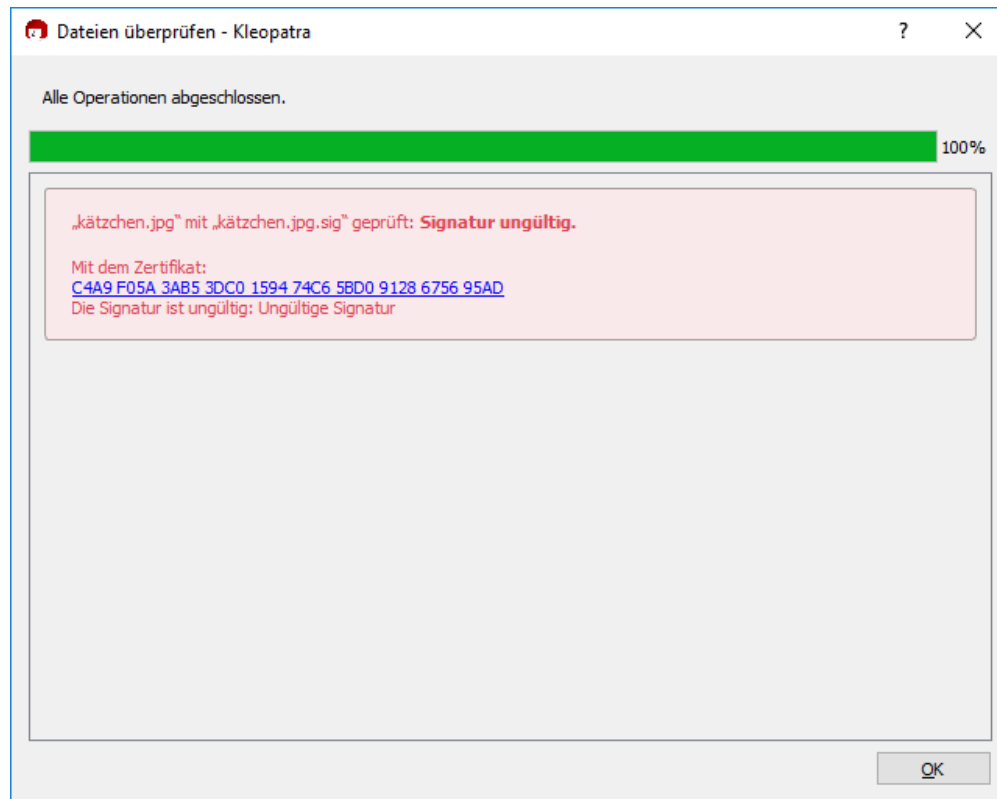 Dateien überprüfen - Kleopatra
?
Alle Operationen abgeschlossen.
100%
„kätzchen.jpg“ mit „kätzchen.jpg.sig“ geprüft: Signatur ungültig.
Mit dem Zertifikat:
C4A9 F05A 3AB5 3DC0 1594 74C6 5BD0 9128 6756 95AD
Die Signatur ist ungültig: Ungültige Signatur
OK